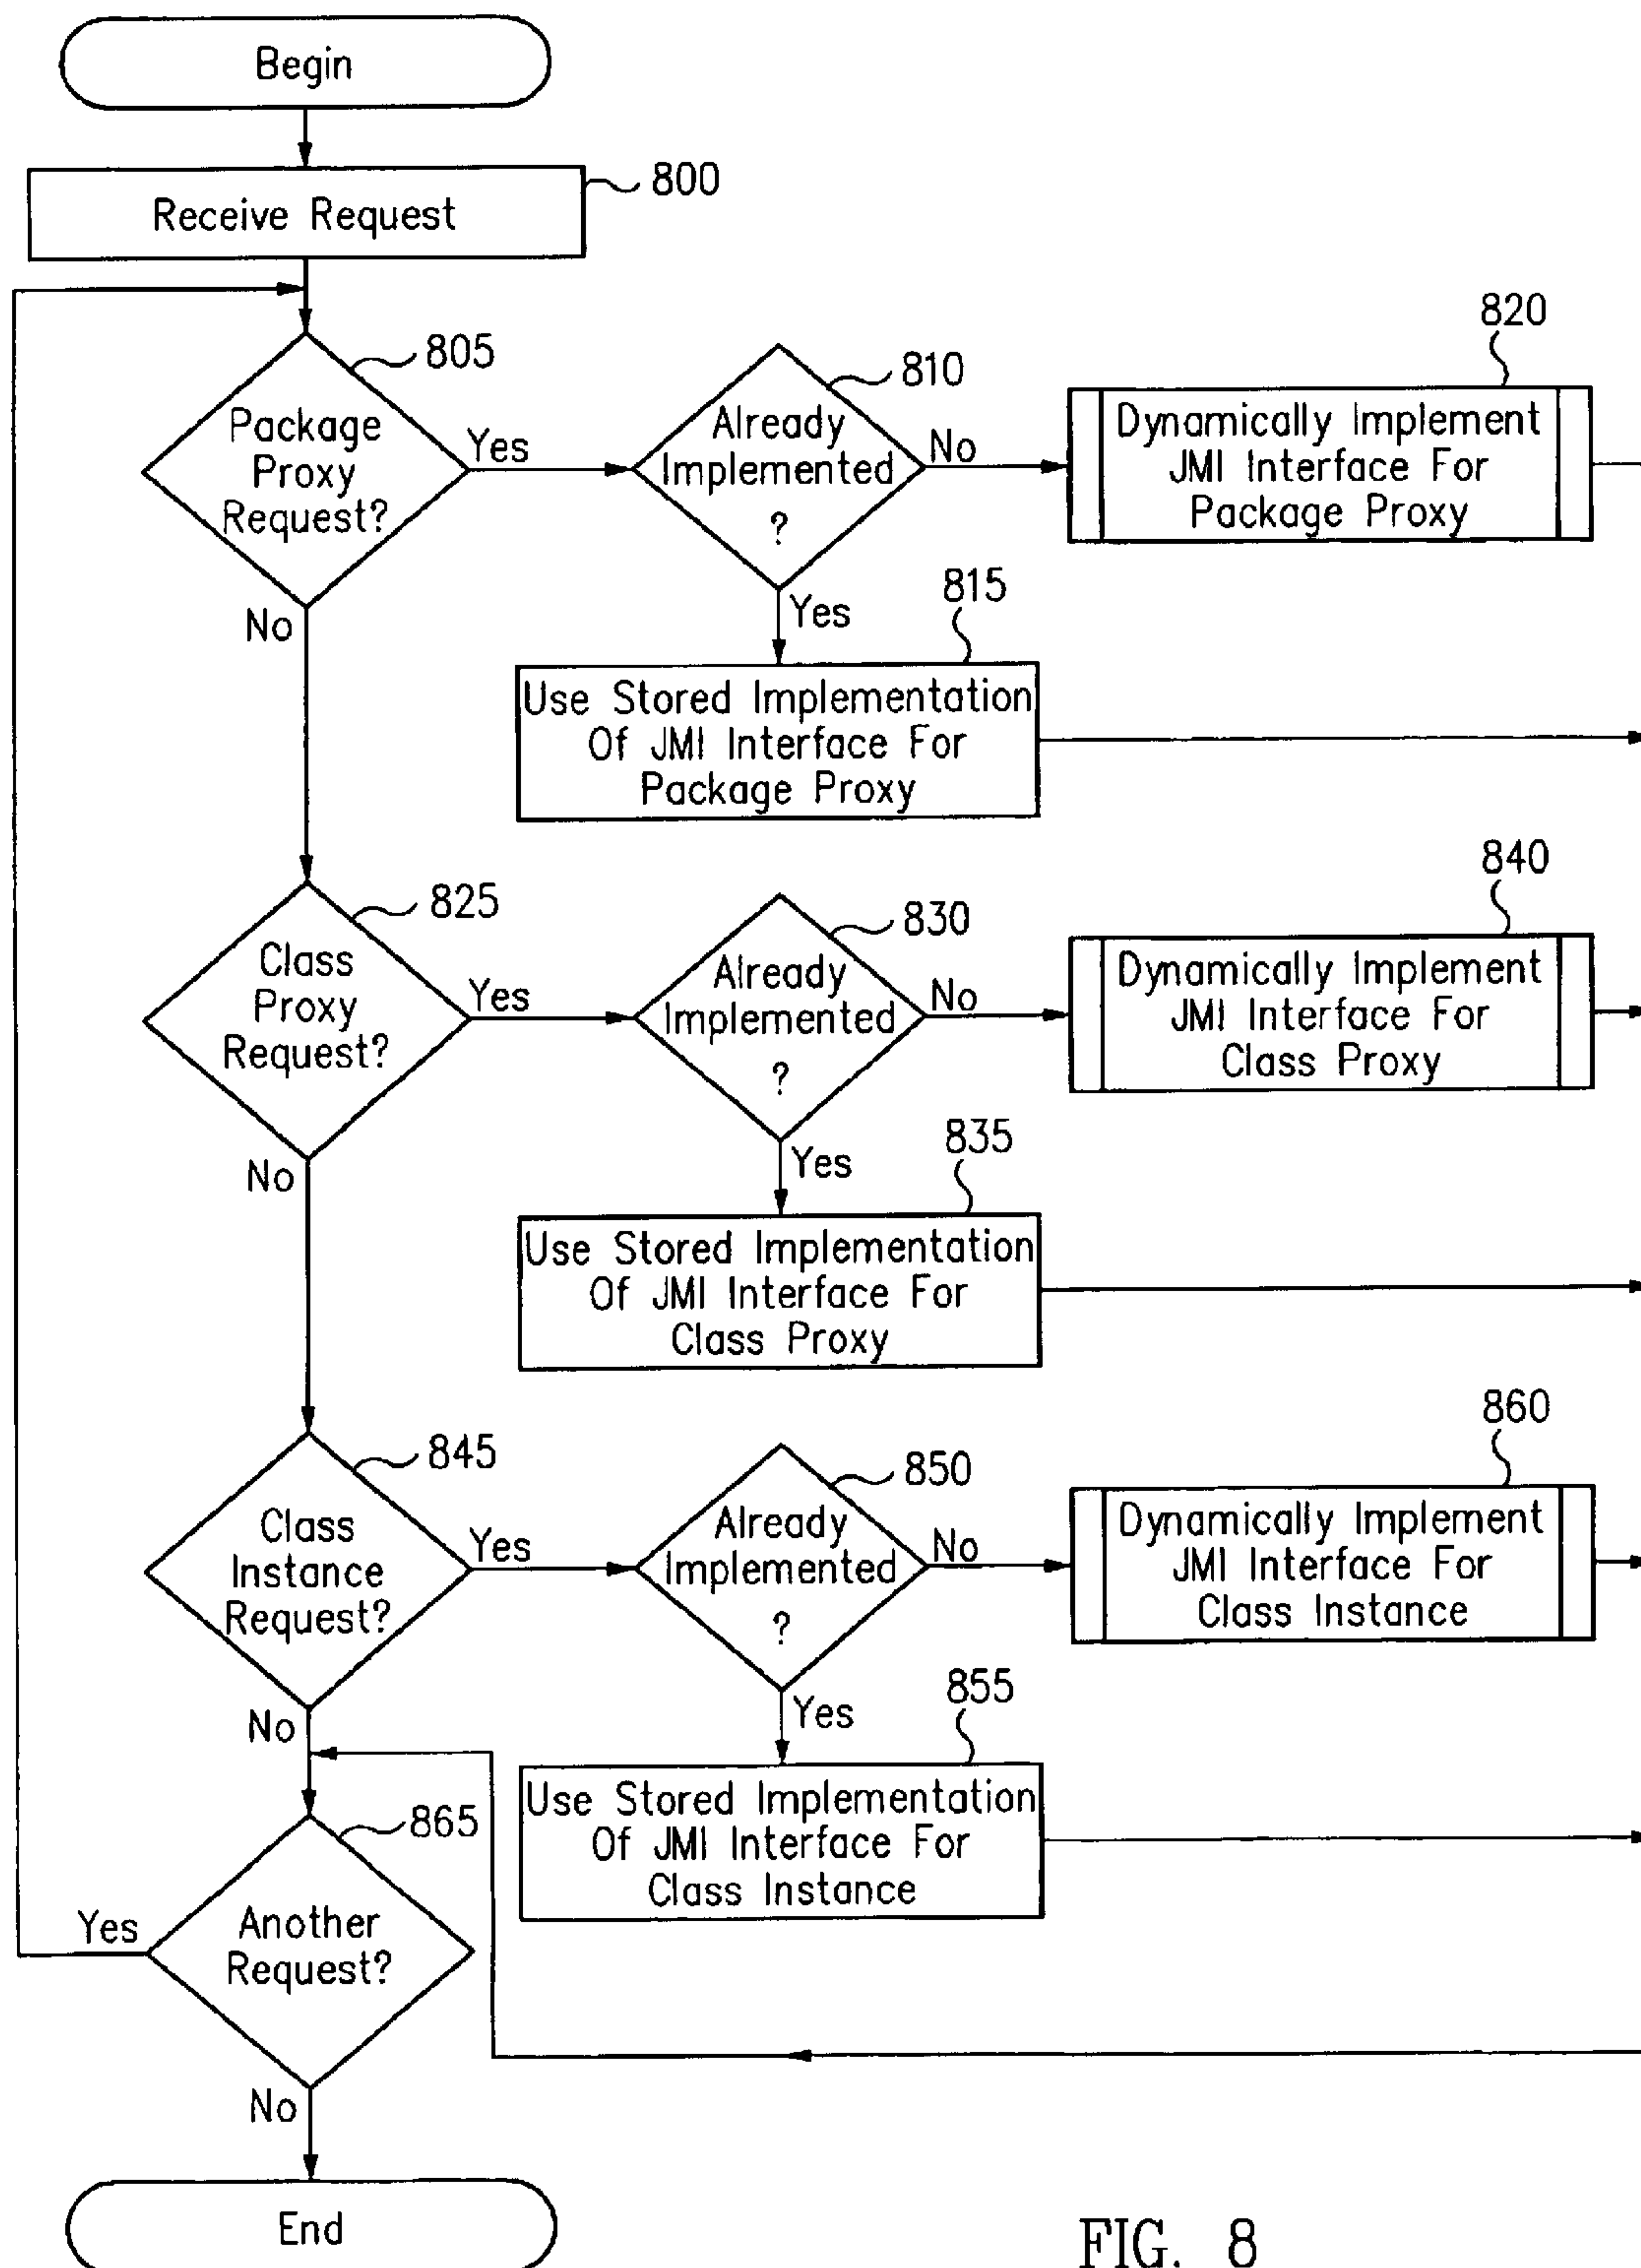 Begin
800
Receive Request
805
Package
Proxy
Request?
Yes
No
810
Already
Implemented
?
No
Yes
820
Dynamically Implement
JMI Interface For
Package Proxy
815
Use Stored Implementation
Of JMI Interface For
Package Proxy
825
Class
Proxy
Request?
Yes
No
830
Already
Implemented
?
No
Yes
840
Dynamically Implement
JMI Interface For
Class Proxy
835
Use Stored Implementation
Of JMI Interface For
Class Proxy
845
Class
Instance
Request?
Yes
No
850
Already
Implemented
?
No
Yes
860
Dynamically Implement
JMI Interface For
Class Instance
855
Use Stored Implementation
Of JMI Interface For
Class Instance
865
Another
Request?
Yes
No
End
FIG. 8